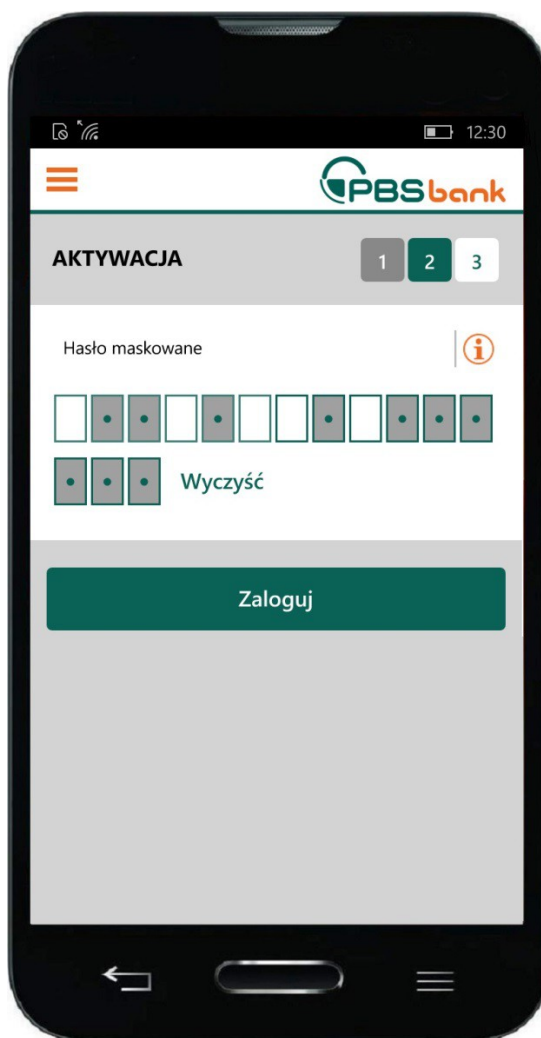 12:30
PBSbank
AKTYWACJA 1 2 3
Hasło maskowane
Wyczyść
Zaloguj